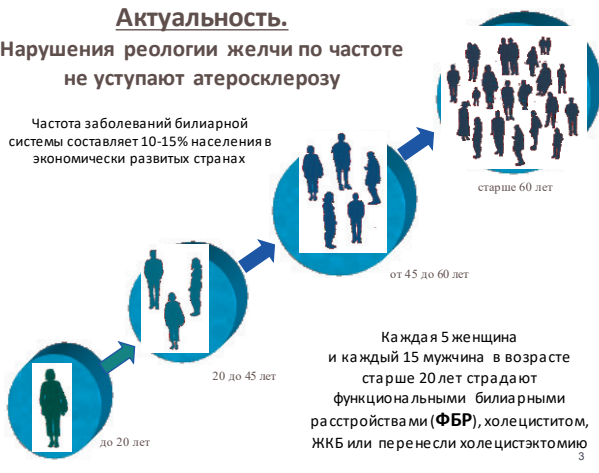 Актуальность.
Нарушения реологии желчи по частоте
не уступают атеросклерозу
Частота заболеваний билиарной
системы составляет 10-15% населения в
экономически развитых странах
старше 60 лет
от 45 до 60 лет
20 до 45 лет
до 20 лет
Каждая 5 женщина
и каждый 15 мужчина в возрасте
старше 20 лет страдают
функциональными билиарными
расстройствами (ФБР), холециститом,
ЖКБ или перенесли холецистэктомию
3